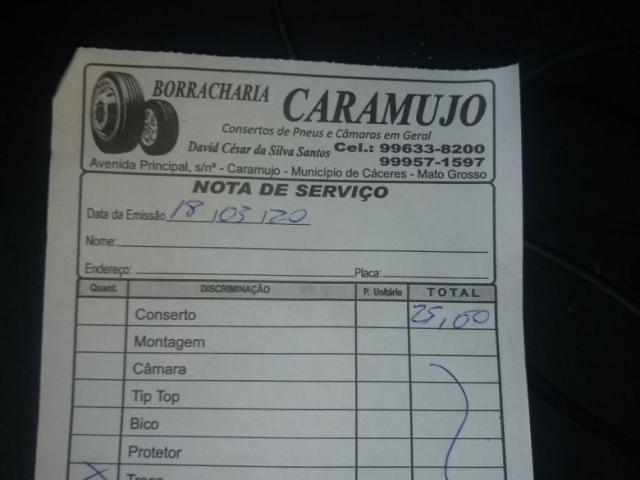 BORRACHARIA CARAMUJO
Consertos de Pneus e Câmaras em Geral
David César da Silva Santos Cel.: 99633-8200
99957-1597
Avenida Principal, s/nº - Caramujo - Município de Cáceres - Mato Grosso
NOTA DE SERVIÇO
Data da Emissão 18/03/20
Nome:
Endereço: Placa:
Quant. DISCRIMINAÇÃO P. Unitário TOTAL
Conserto 25,00
Montagem
Câmara
Tip Top
Bico
Protetor
X